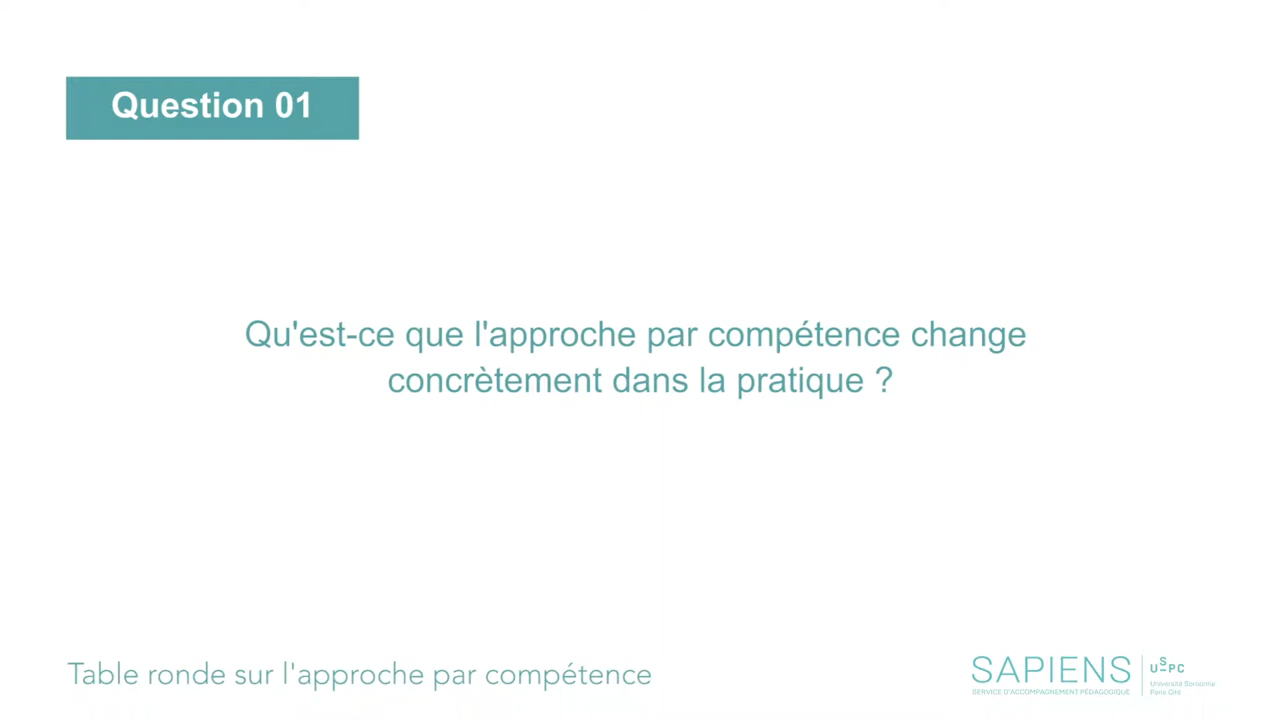 Question 01
Qu'est-ce que l'approche par compétence change
concrètement dans la pratique ?
Table ronde sur l'approche par compétence
SAPIENS
SERVICE D'ACCOMPAGNEMENT PÉDAGOGIQUE
USPC
Université Sorbonne
Paris Cité